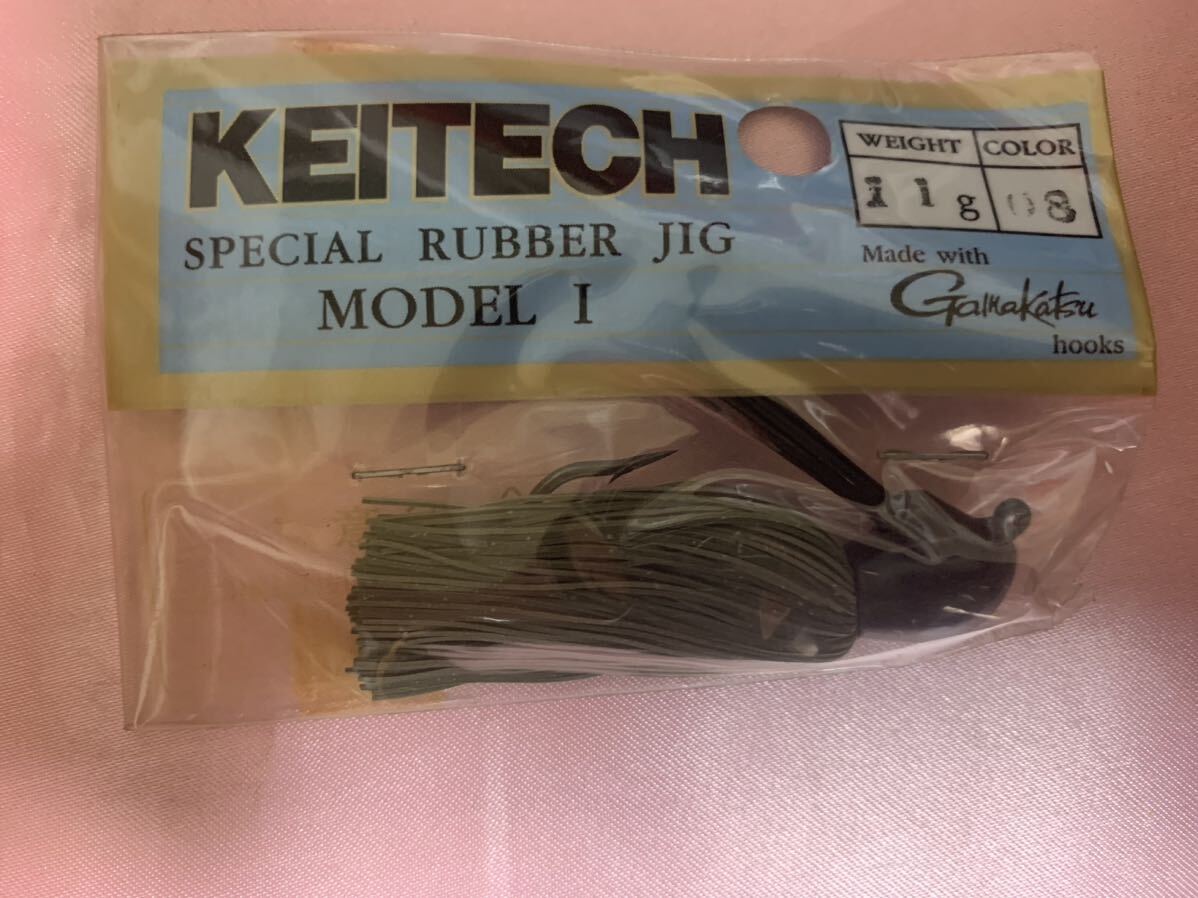 KEITECH
SPECIAL RUBBER JIG
MODEL I
WEIGHT COLOR
11g 08
Made with
Gamakatsu
hooks